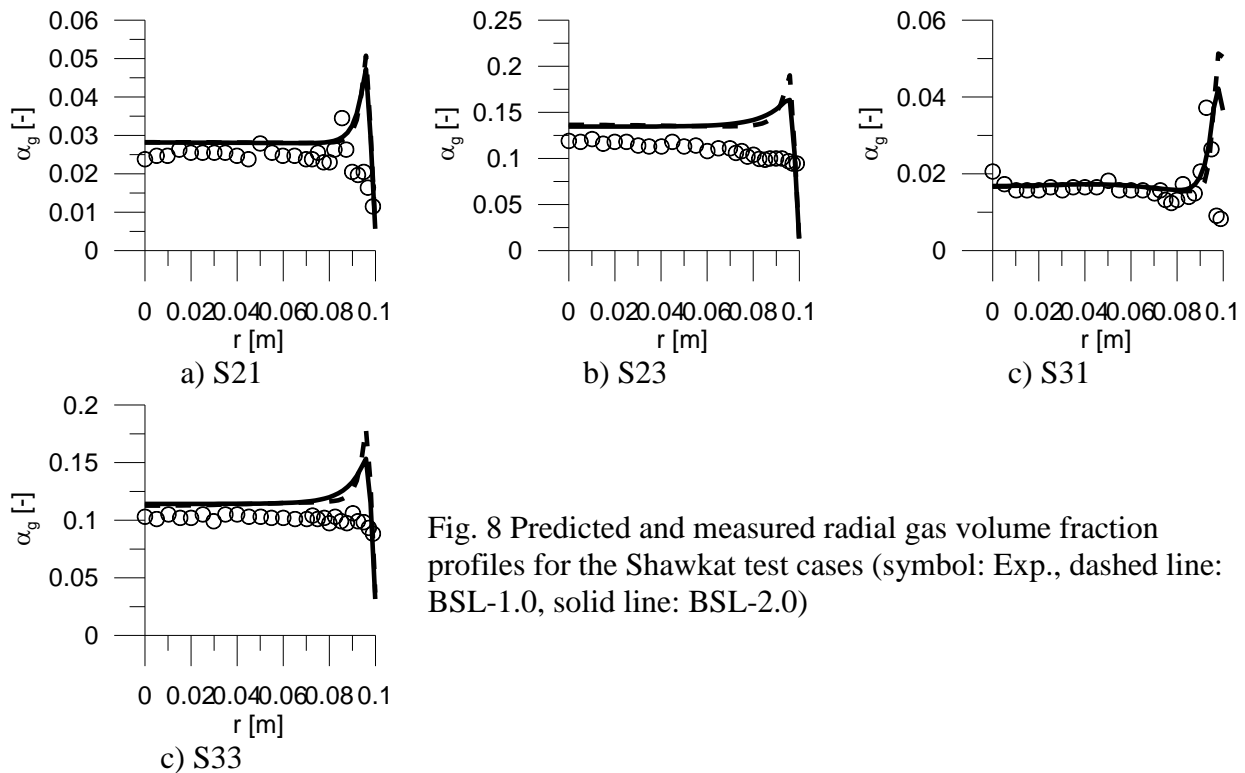 0.06
0.05
0.04
0.03
0.02
0.01
0
αg [-]
0 0.02 0.04 0.06 0.08 0.1
r [m]
a) S21
0.25
0.2
0.15
0.1
0.05
0
αg [-]
0 0.02 0.04 0.06 0.08 0.1
r [m]
b) S23
0.06
0.04
0.02
0
αg [-]
0 0.02 0.04 0.06 0.08 0.1
r [m]
c) S31
0.2
0.15
0.1
0.05
0
αg [-]
0 0.02 0.04 0.06 0.08 0.1
r [m]
c) S33
Fig. 8 Predicted and measured radial gas volume fraction
profiles for the Shawkat test cases (symbol: Exp., dashed line:
BSL-1.0, solid line: BSL-2.0)